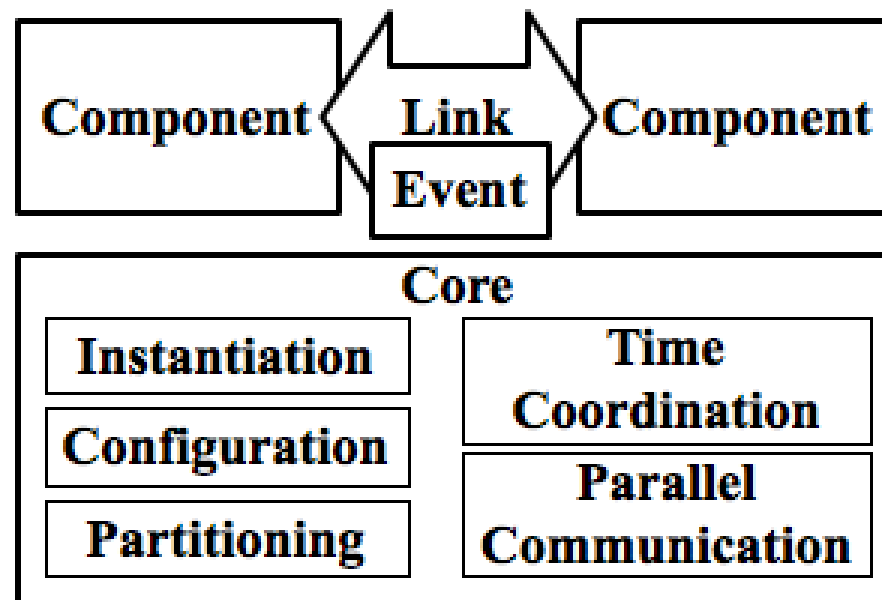 Component
Link
Component
Event
Core
Instantiation
Time
Coordination
Configuration
Parallel
Communication
Partitioning